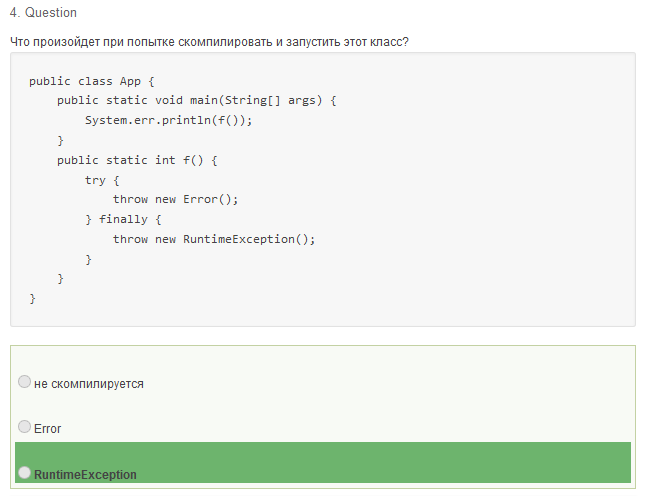 4. Question
Что произойдет при попытке скомпилировать и запустить этот класс?
public class App {
    public static void main(String[] args) {
        System.err.println(f());
    }
    public static int f() {
        try {
            throw new Error();
        } finally {
            throw new RuntimeException();
        }
    }
}
не скомпилируется
Error
RuntimeException